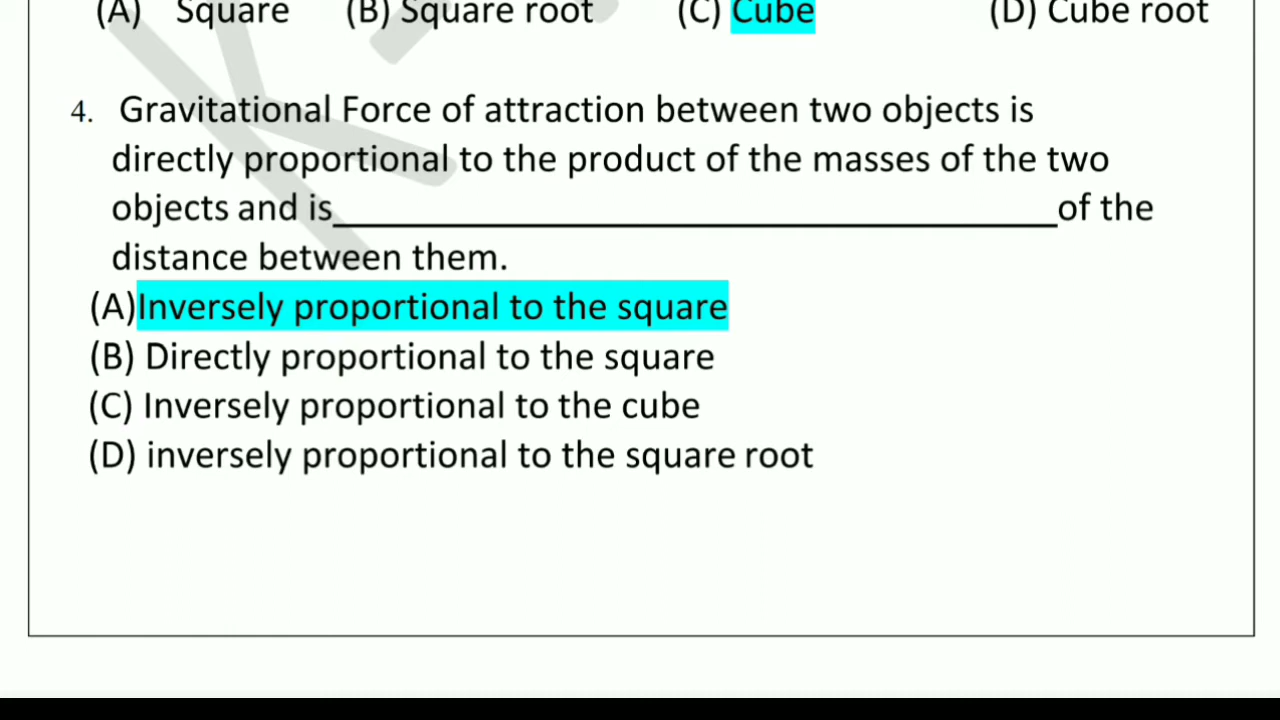 (A) Square (B) Square root (C) Cube (D) Cube root
4. Gravitational Force of attraction between two objects is
directly proportional to the product of the masses of the two
objects and is______________________________of the
distance between them.
(A)Inversely proportional to the square
(B) Directly proportional to the square
(C) Inversely proportional to the cube
(D) inversely proportional to the square root